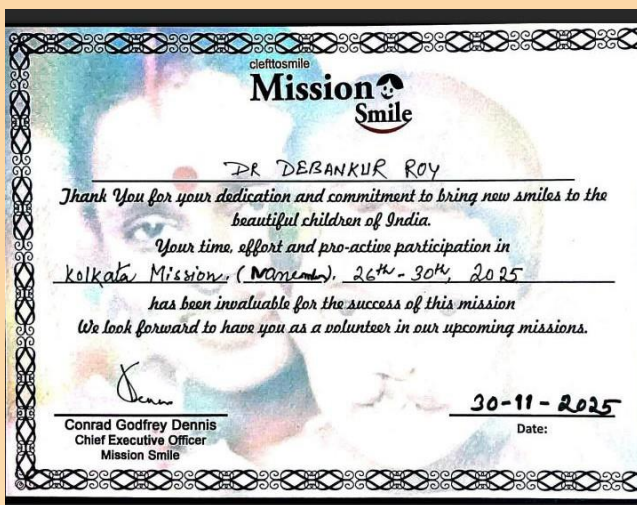 clefttosmile
Mission
Smile
DR DEBANKUR ROY
Thank You for your dedication and commitment to bring new smiles to the
beautiful children of India.
Your time, effort and pro-active participation in
Kolkata Mission. (November). 26th - 30th, 2025
has been invaluable for the success of this mission
We look forward to have you as a volunteer in our upcoming missions.
Dennis
Conrad Godfrey Dennis
Chief Executive Officer
Mission Smile
30-11-2025
Date: